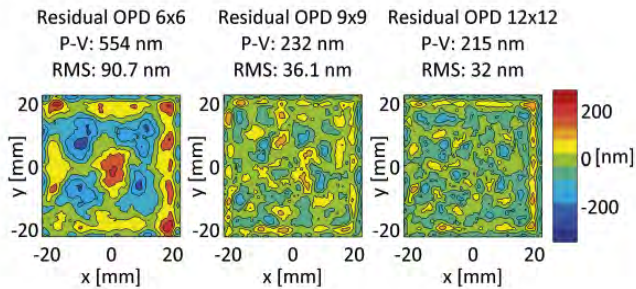 Residual OPD 6x6 Residual OPD 9x9 Residual OPD 12x12
P-V: 554 nm P-V: 232 nm P-V: 215 nm
RMS: 90.7 nm RMS: 36.1 nm RMS: 32 nm
20 20 20 200
y [mm] 0 y [mm] 0 y [mm] 0 0 [nm]
-20 -20 -20 -200
-20 0 20 -20 0 20 -20 0 20
x [mm] x [mm] x [mm]